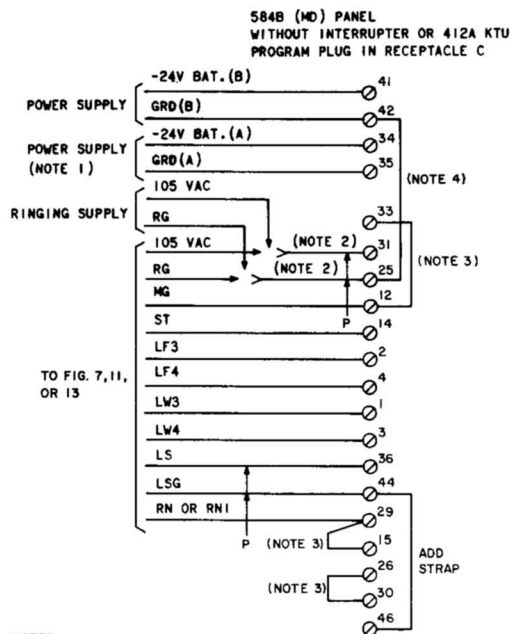 584B (MD) PANEL
WITHOUT INTERRUPTER OR 412A KTU
PROGRAM PLUG IN RECEPTACLE C
-24V BAT.(B) 41
POWER SUPPLY GRD(B) 42
-24V BAT.(A) 34
POWER SUPPLY
(NOTE 1) GRD(A) 35
(NOTE 4)
105 VAC
33
RINGING SUPPLY RG
105 VAC (NOTE 2) 31
(NOTE 3)
RG (NOTE 2) 25
MG 12
P
ST 14
LF3 2
TO FIG. 7,11,
OR 13
LF4 4
LW3 1
LW4 3
LS 36
LSG 44
RN OR RN1 29
P (NOTE 3) 15
ADD
STRAP
26
(NOTE 3) 30
46